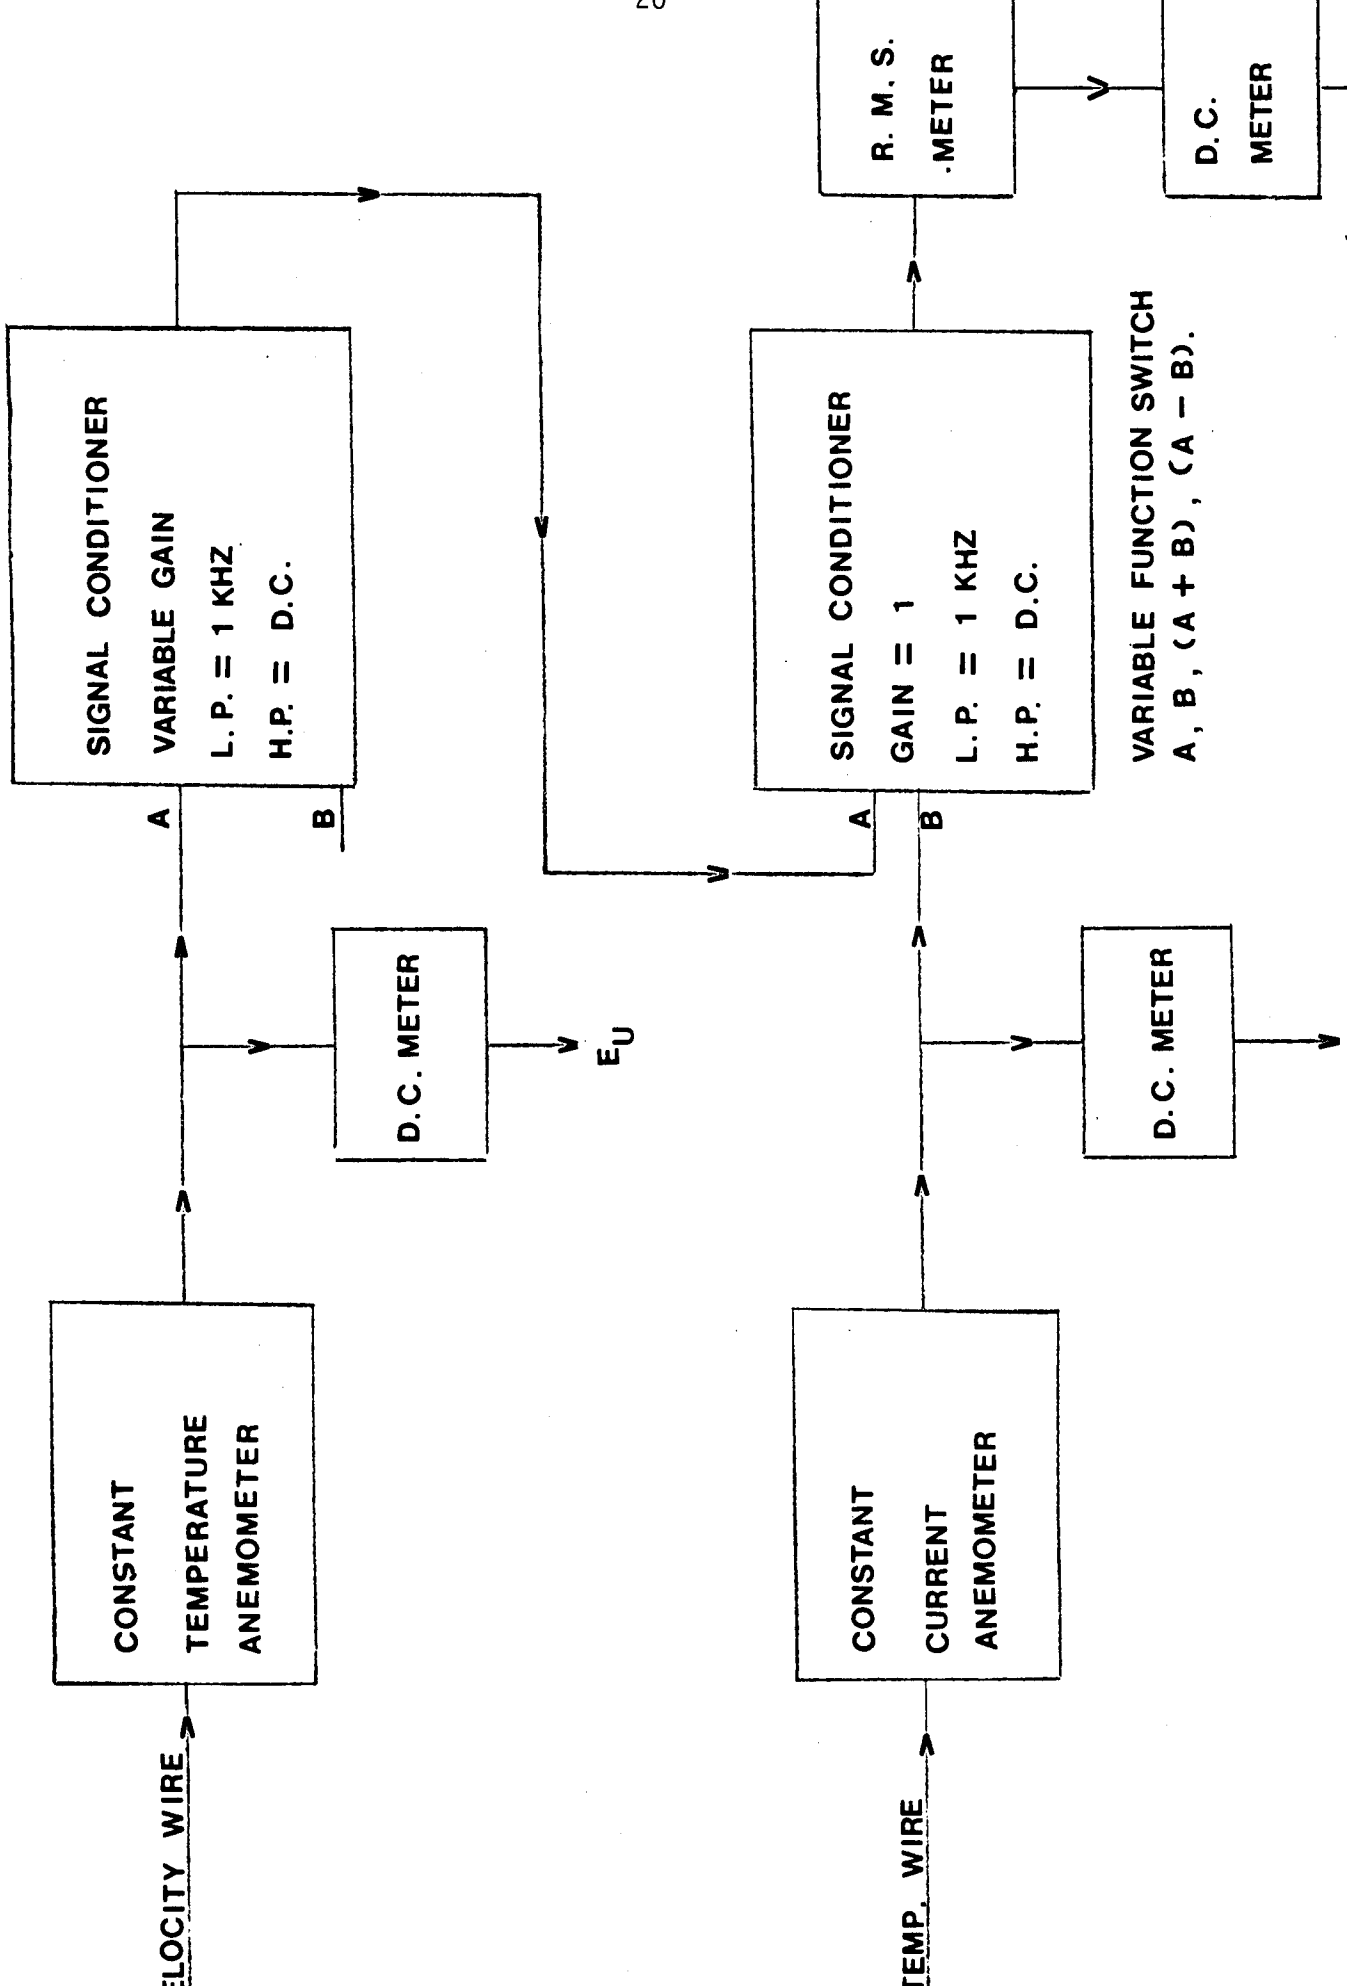 ELOCITY WIRE
CONSTANT
TEMPERATURE
ANEMOMETER
D.C. METER
E_U
A
B
SIGNAL CONDITIONER
VARIABLE GAIN
L.P. = 1 KHZ
H.P. = D.C.
TEMP. WIRE
CONSTANT
CURRENT
ANEMOMETER
D.C. METER
A
B
SIGNAL CONDITIONER
GAIN = 1
L.P. = 1 KHZ
H.P. = D.C.
VARIABLE FUNCTION SWITCH
A, B, (A + B), (A - B).
R. M. S.
METER
D.C.
METER